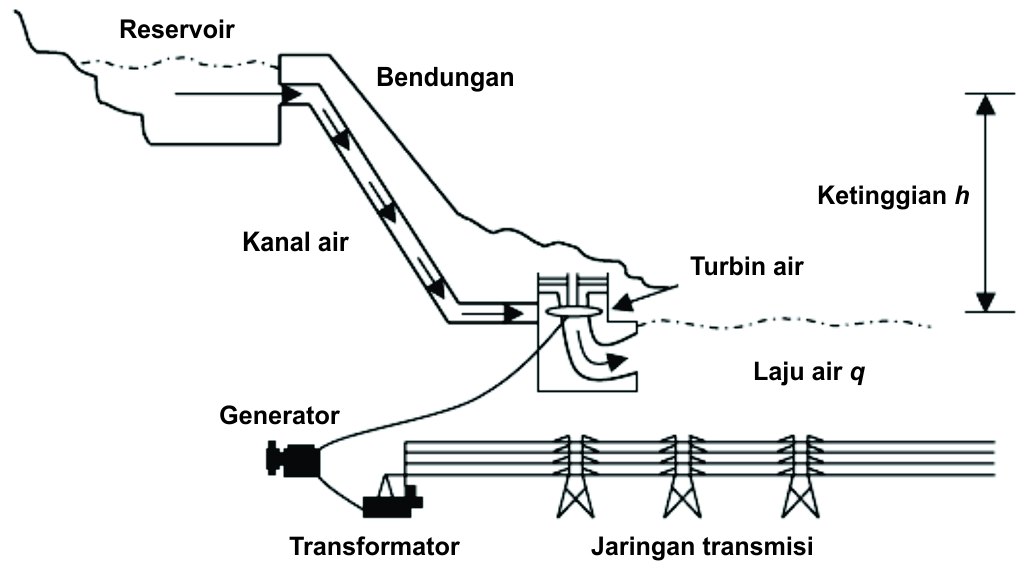 Reservoir
Bendungan
Ketinggian h
Kanal air
Turbin air
Laju air q
Generator
Transformator
Jaringan transmisi